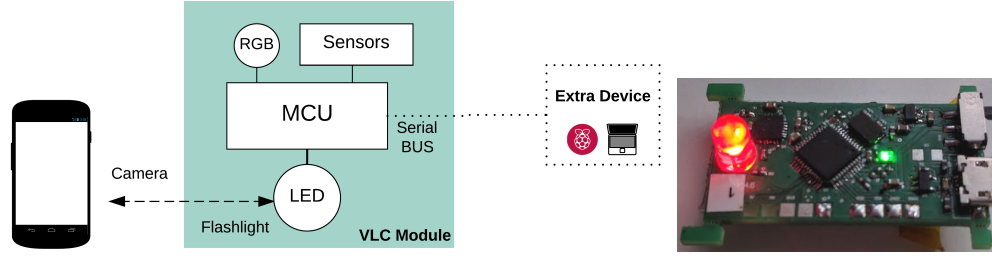 RGB
Sensors
MCU
Extra Device
Serial
BUS
Camera
LED
Flashlight
VLC Module